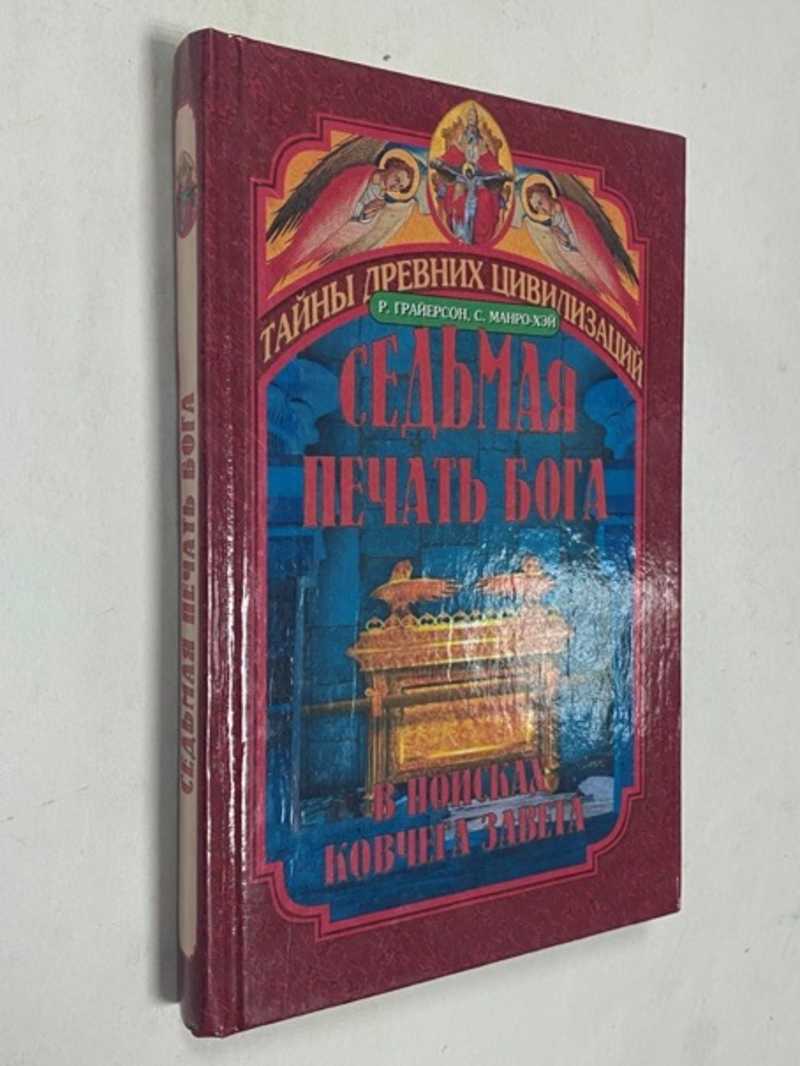 ТАЙНЫ ДРЕВНИХ ЦИВИЛИЗАЦИЙ
Р. ГРАЙЕРСОН, С. МАНРО-ХЭЙ
СЕДЬМАЯ
ПЕЧАТЬ БОГА
В ПОИСКАХ
КОВЧЕГА ЗАВЕТА
СЕДЬМАЯ ПЕЧАТЬ БОГА